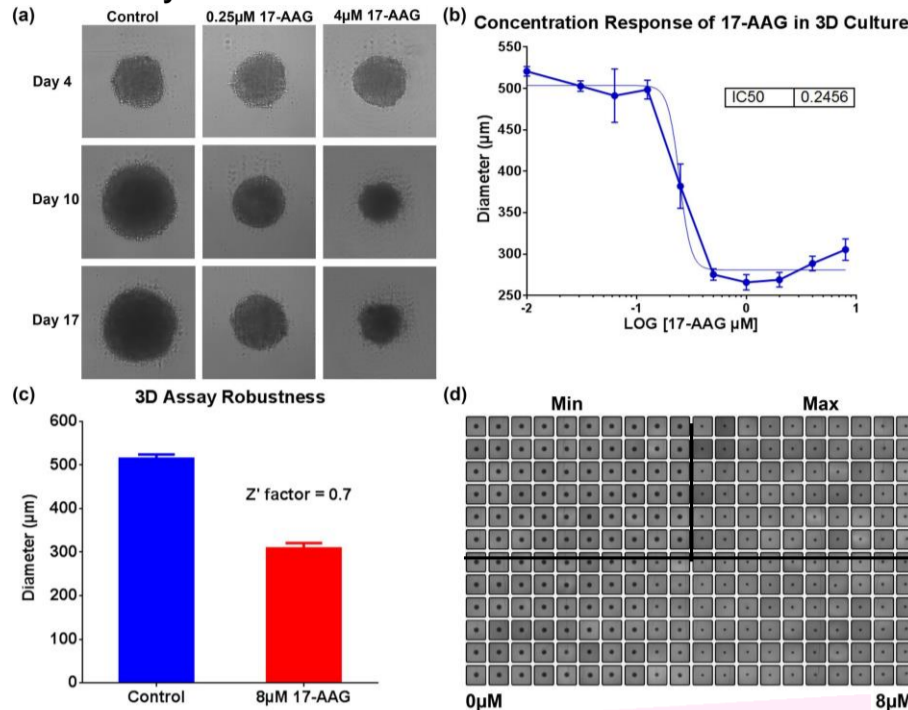 (a)
Control
0.25µM 17-AAG
4µM 17-AAG
Day 4
Day 10
Day 17
(b)
Concentration Response of 17-AAG in 3D Culture
550
500
450
400
350
300
250
Diameter (µm)
IC50 0.2456
-2
-1
0
1
LOG [17-AAG µM]
(c)
3D Assay Robustness
600
500
400
300
200
100
0
Diameter (µm)
Z' factor = 0.7
Control
8µM 17-AAG
(d)
Min
Max
0µM
8µM